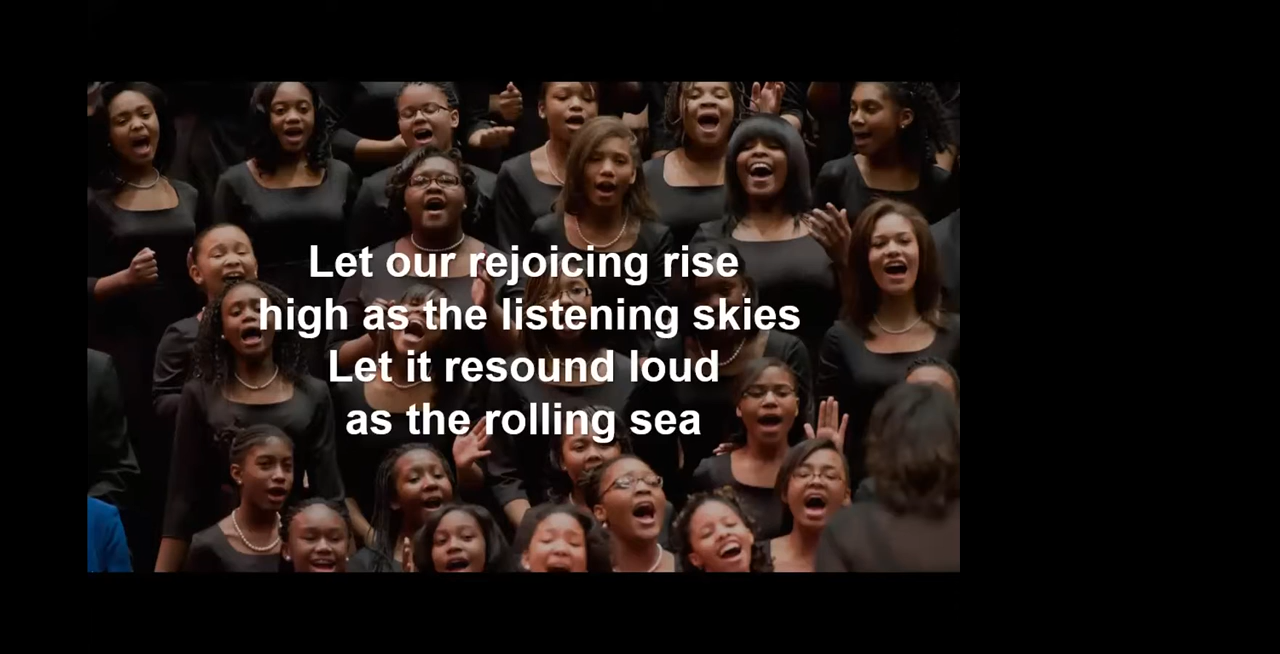 Let our rejoicing rise
high as the listening skies
Let it resound loud
as the rolling sea